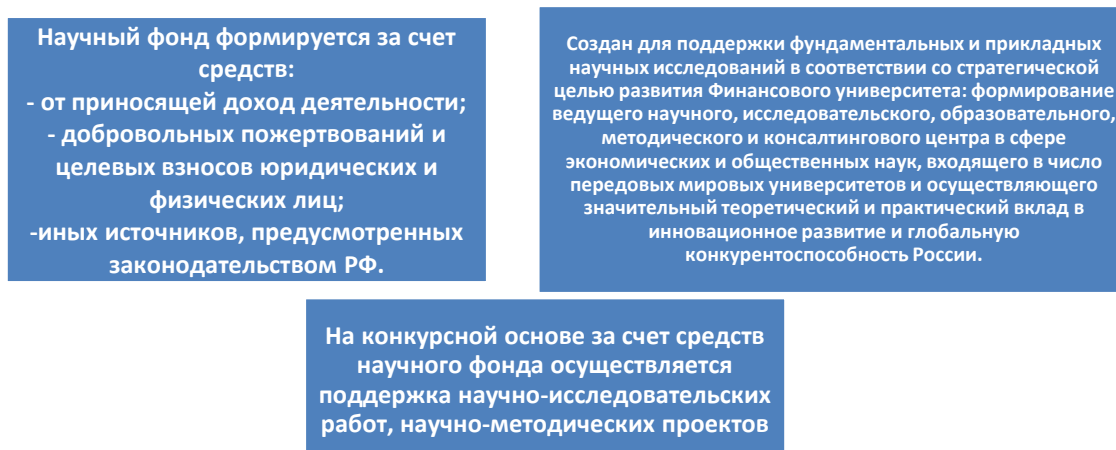 Научный фонд формируется за счет
средств:
- от приносящей доход деятельности;
- добровольных пожертвований и
целевых взносов юридических и
физических лиц;
-иных источников, предусмотренных
законодательством РФ.
Создан для поддержки фундаментальных и прикладных
научных исследований в соответствии со стратегической
целью развития Финансового университета: формирование
ведущего научного, исследовательского, образовательного,
методического и консалтингового центра в сфере
экономических и общественных наук, входящего в число
передовых мировых университетов и осуществляющего
значительный теоретический и практический вклад в
инновационное развитие и глобальную
конкурентоспособность России.
На конкурсной основе за счет средств
научного фонда осуществляется
поддержка научно-исследовательских
работ, научно-методических проектов